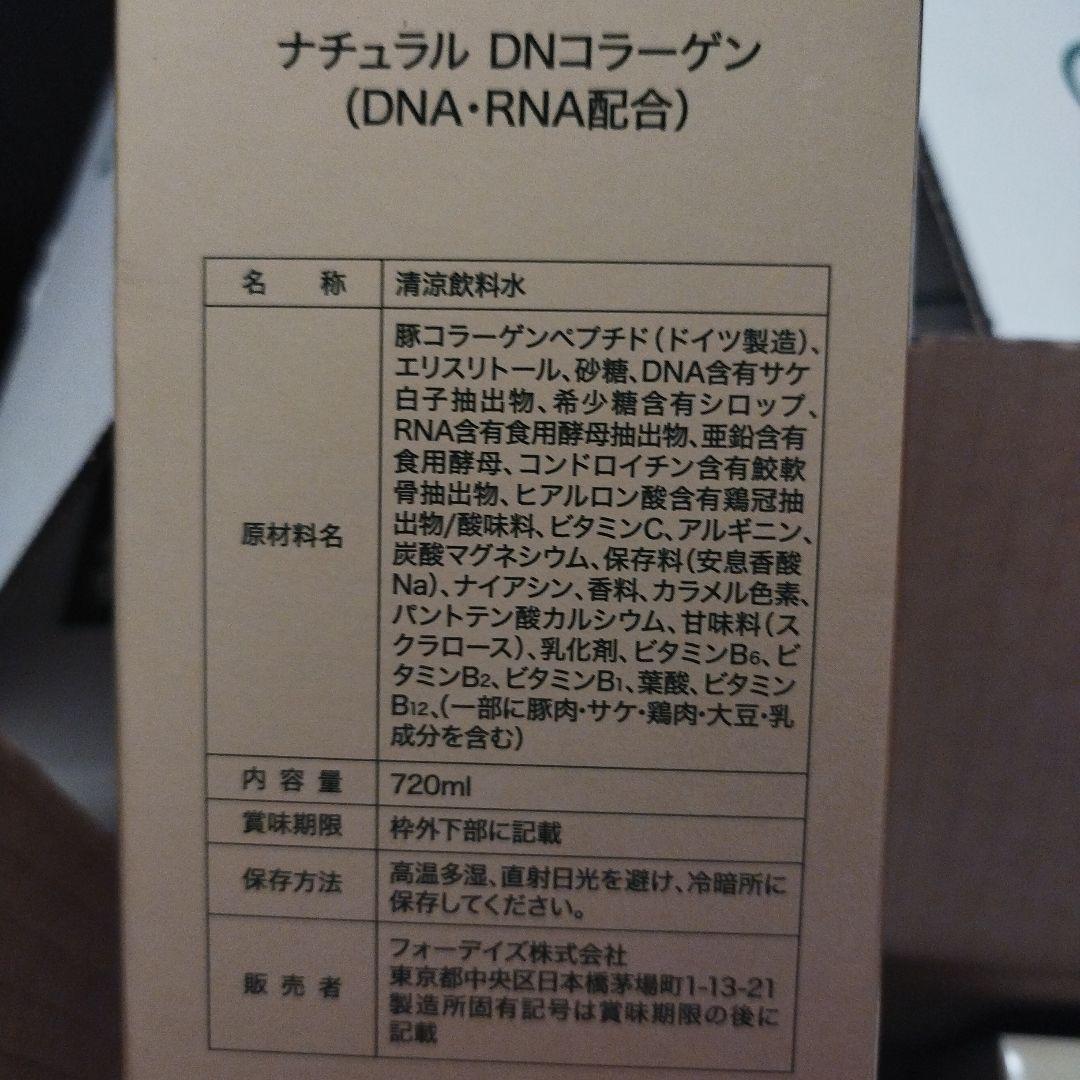 ナチュラル DNコラーゲン
(DNA・RNA配合)
名 称
清涼飲料水
原材料名
豚コラーゲンペプチド(ドイツ製造)、
エリスリトール、砂糖、DNA含有サケ
白子抽出物、希少糖含有シロップ、
RNA含有食用酵母抽出物、亜鉛含有
食用酵母、コンドロイチン含有鮫軟
骨抽出物、ヒアルロン酸含有鶏冠抽
出物/酸味料、ビタミンC、アルギニン、
炭酸マグネシウム、保存料(安息香酸
Na)、ナイアシン、香料、カラメル色素、
パントテン酸カルシウム、甘味料(ス
クラロース)、乳化剤、ビタミンB6、ビ
タミンB2、ビタミンB1、葉酸、ビタミン
B12、(一部に豚肉・サケ・鶏肉・大豆・乳
成分を含む)
内容量
720ml
賞味期限
枠外下部に記載
保存方法
高温多湿、直射日光を避け、冷暗所に
保存してください。
販売者
フォーデイズ株式会社
東京都中央区日本橋茅場町1-13-21
製造所固有記号は賞味期限の後に
記載